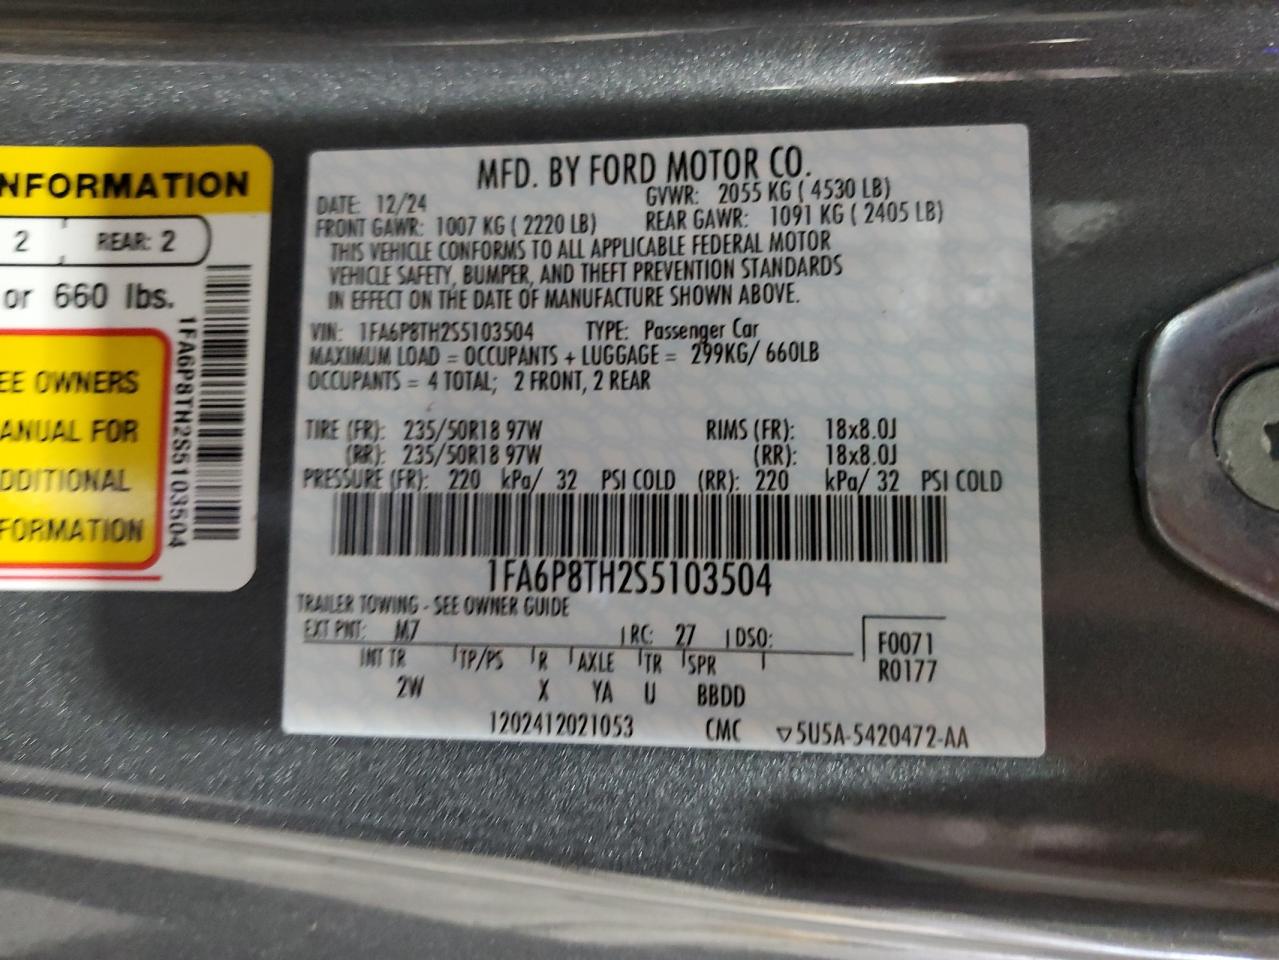 NFORMATION
2 REAR: 2
or 660 lbs.
EE OWNERS
ANUAL FOR
DDITIONAL
FORMATION
1FA6P8TH2S5103504
MFD. BY FORD MOTOR CO.
DATE: 12/24 GVWR: 2055 KG ( 4530 LB)
FRONT GAWR: 1007 KG ( 2220 LB) REAR GAWR: 1091 KG ( 2405 LB)
THIS VEHICLE CONFORMS TO ALL APPLICABLE FEDERAL MOTOR
VEHICLE SAFETY, BUMPER, AND THEFT PREVENTION STANDARDS
IN EFFECT ON THE DATE OF MANUFACTURE SHOWN ABOVE.
VIN: 1FA6P8TH2S5103504 TYPE: Passenger Car
MAXIMUM LOAD = OCCUPANTS + LUGGAGE = 299KG/ 660LB
OCCUPANTS = 4 TOTAL; 2 FRONT, 2 REAR
TIRE (FR): 235/50R18 97W RIMS (FR): 18x8.0J
(RR): 235/50R18 97W (RR): 18x8.0J
PRESSURE (FR): 220 kPa/ 32 PSI COLD (RR): 220 kPa/ 32 PSI COLD
1FA6P8TH2S5103504
TRAILER TOWING - SEE OWNER GUIDE
EXT PNT: M7 RC: 27 DSO: F0071
INT TR TP/PS R AXLE TR SPR R0177
2W X YA U BBDD
1202412021053 CMC ▽5U5A-5420472-AA